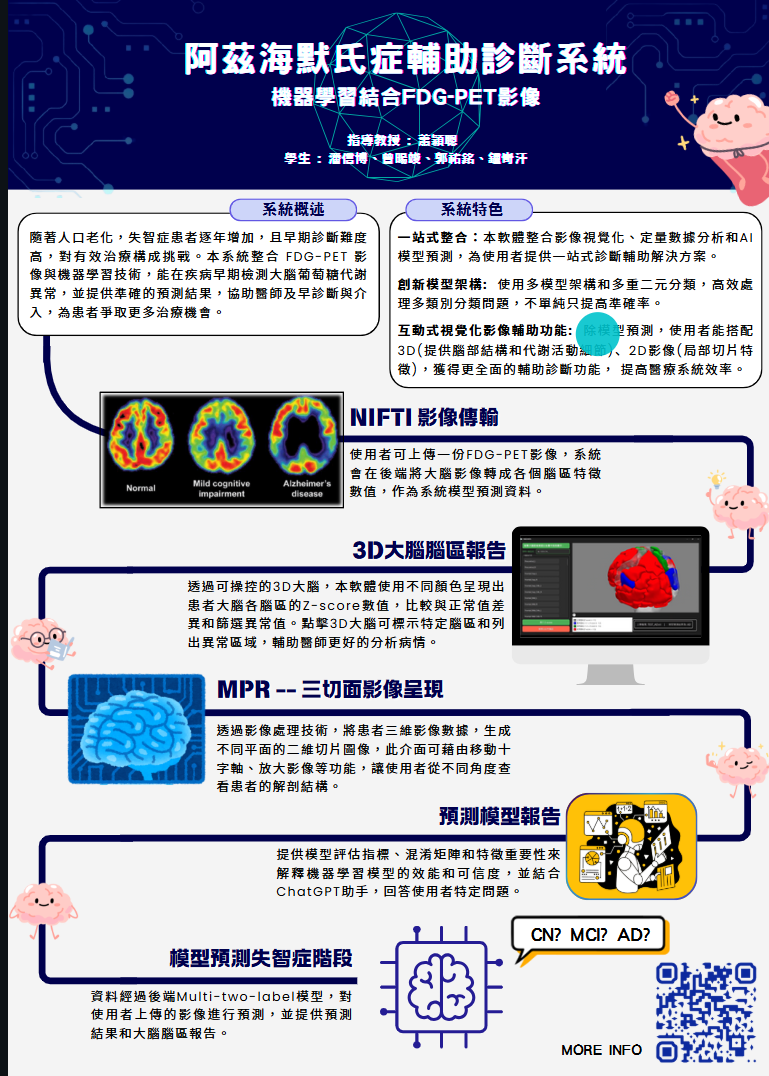 阿茲海默氏症輔助診斷系統
機器學習結合FDG-PET影像
指導教授：蕭穎聰
學生：潘信博、曾昭峻、郭祐銘、
系統概述
隨著人口老化，失智症患者逐年增加，且早期診斷難度
高，對有效治療構成挑戰。本系統整合 FDG-PET 影
像與機器學習技術，能在疾病早期檢測大腦葡萄糖代謝
異常，並提供準確的預測結果，協助醫師及早診斷與介
入，為患者爭取更多治療機會。
系統特色
一站式整合：本軟體整合影像視覺化、定量數據分析和AI
模型預測，為使用者提供一站式診斷輔助解決方案。
創新模型架構: 使用多模型架構和多重二元分類，高效處
理多類別分類問題，不單純只提高準確率。
互動式視覺化影像輔助功能: 除模型預測，使用者能搭配
3D(提供腦部結構和代謝活動細節)、2D影像(局部切片特
徵)，獲得更全面的輔助診斷功能， 提高醫療系統效率。
Normal
Mild cognitive
impairment
Alzheimer's
disease
NIFTI 影像傳輸
使用者可上傳一份FDG-PET影像，系統
會在後端將大腦影像轉成各個腦區特徵
數值，作為系統模型預測資料。
3D大腦腦區報告
透過可操控的3D大腦，本軟體使用不同顏色呈現出
患者大腦各腦區的Z-score數值，比較與正常值差
異和篩選異常值。點擊3D大腦可標示特定腦區和列
出異常區域，輔助醫師更好的分析病情。
MPR -- 三切面影像呈現
透過影像處理技術，將患者三維影像數據，生成
不同平面的二維切片圖像，此介面可藉由移動十
字軸、放大影像等功能，讓使用者從不同角度查
看患者的解剖結構。
預測模型報告
提供模型評估指標、混淆矩陣和特徵重要性來
解釋機器學習模型的效能和可信度，並結合
ChatGPT助手，回答使用者特定問題。
模型預測失智症階段
資料經過後端Multi-two-label模型，對
使用者上傳的影像進行預測，並提供預測
結果和大腦腦區報告。
CN? MCI? AD?
MORE INFO